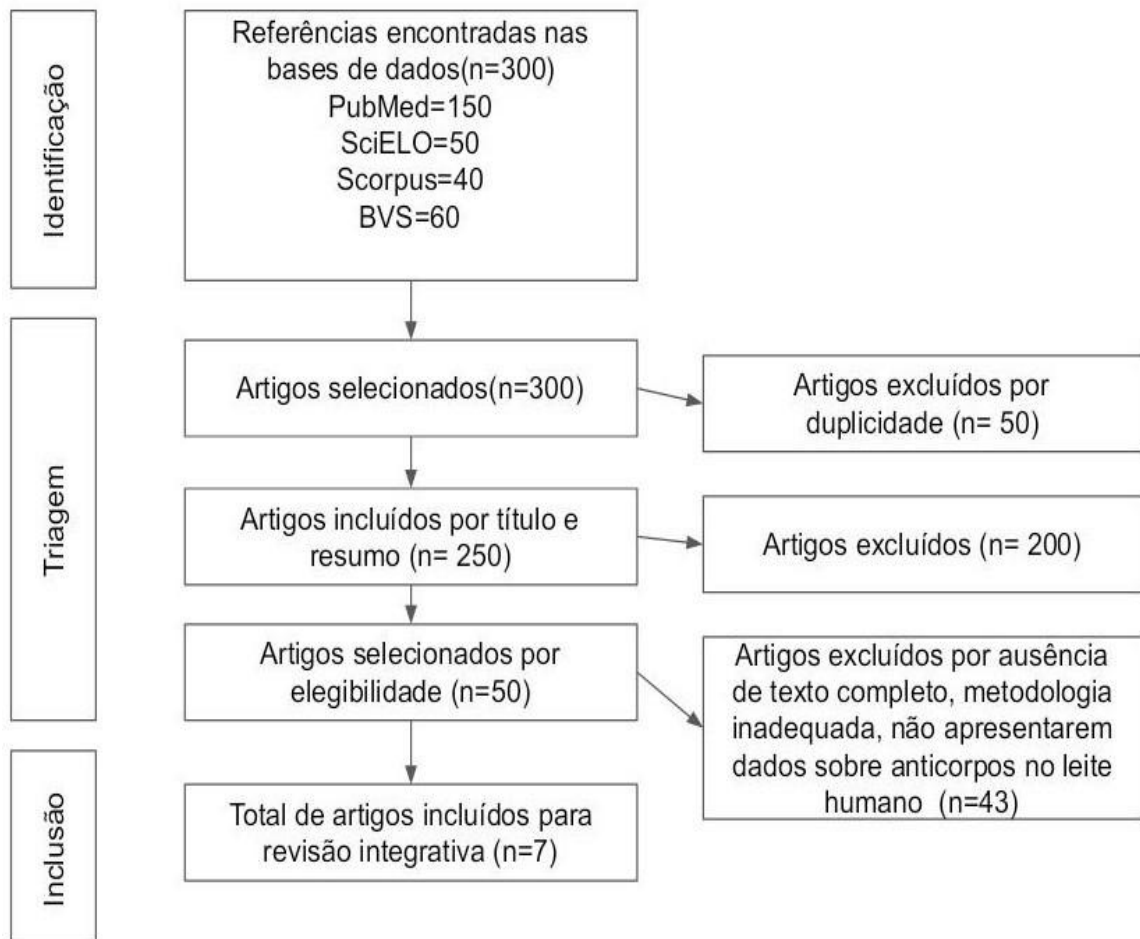 Identificação
Referências encontradas nas
bases de dados(n=300)
PubMed=150
SciELO=50
Scorpus=40
BVS=60
Triagem
Artigos selecionados(n=300)
Artigos excluídos por
duplicidade (n= 50)
Artigos incluídos por título e
resumo (n= 250)
Artigos excluídos (n= 200)
Artigos selecionados por
elegibilidade (n=50)
Artigos excluídos por ausência
de texto completo, metodologia
inadequada, não apresentarem
dados sobre anticorpos no leite
humano (n=43)
Inclusão
Total de artigos incluídos para
revisão integrativa (n=7)